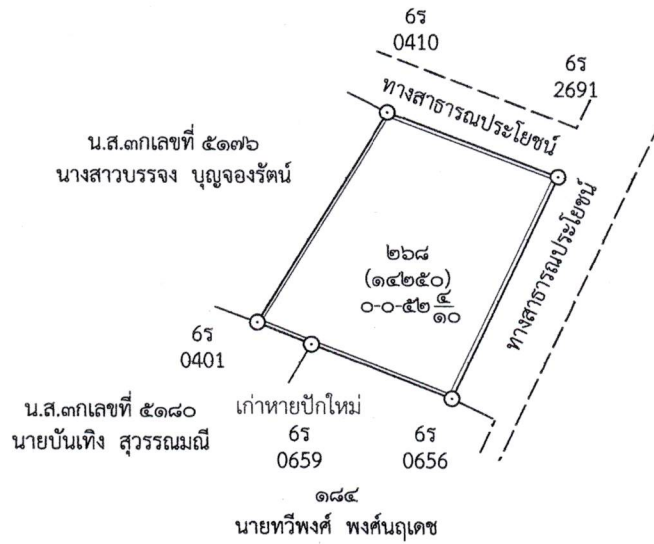 6ร
0410
6ร
2691
ทางสาธารณประโยชน์
น.ส.๓กเลขที่ ๕๑๗๖
นางสาวบรรจง บุญจองรัตน์
ทางสาธารณประโยชน์
๒๖๘
(๑๔๒๕๐)
๐-๐-๕๒ ๔/๑๐
6ร
0401
น.ส.๓กเลขที่ ๕๑๘๐
นายบันเทิง สุวรรณมณี
เก่าหายปักใหม่
6ร
0659
6ร
0656
๑๘๔
นายทวีพงศ์ พงศ์นฤเดช